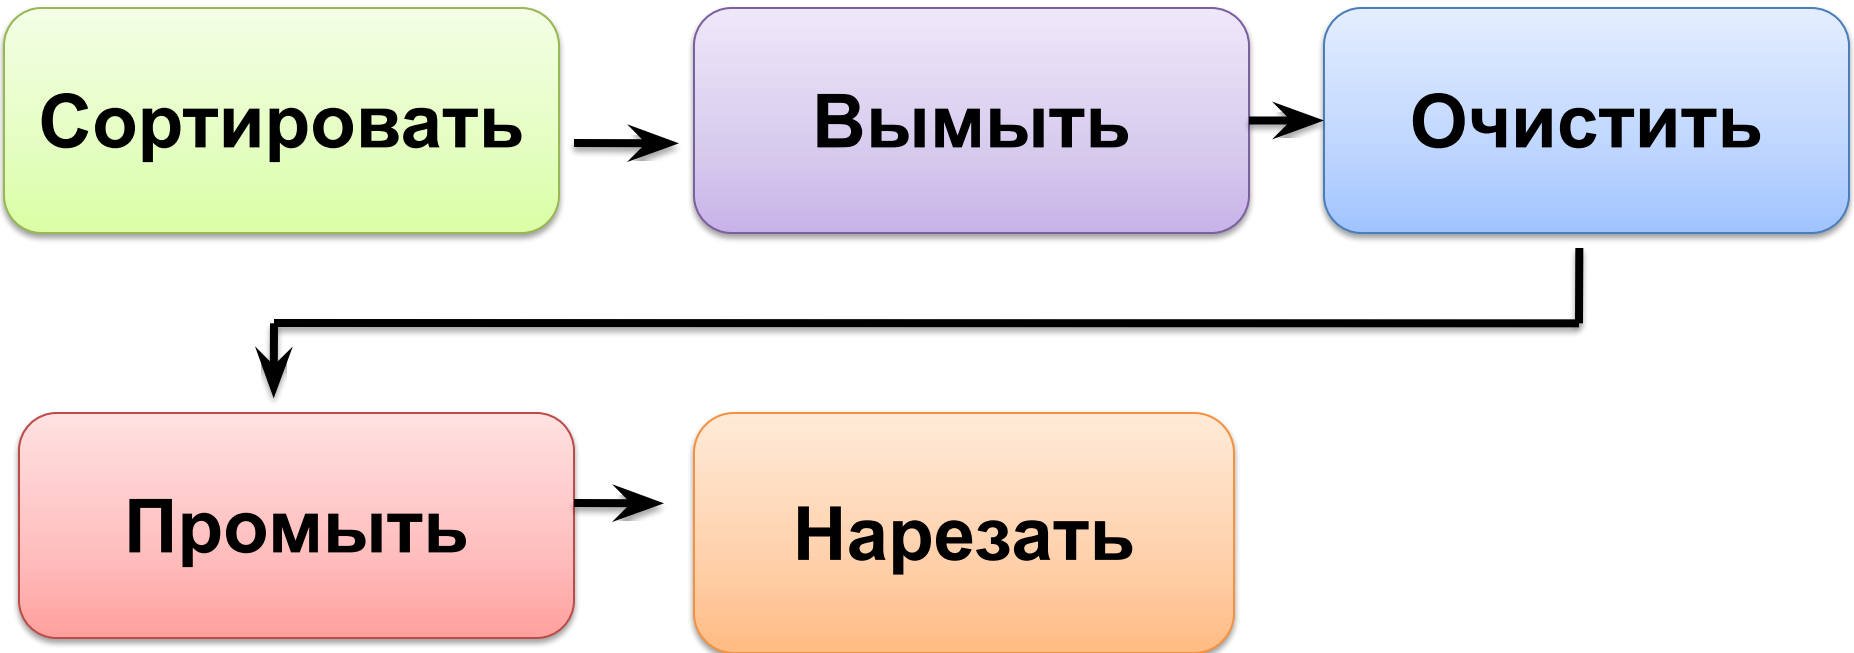 Сортировать
Вымыть
Очистить
Промыть
Нарезать